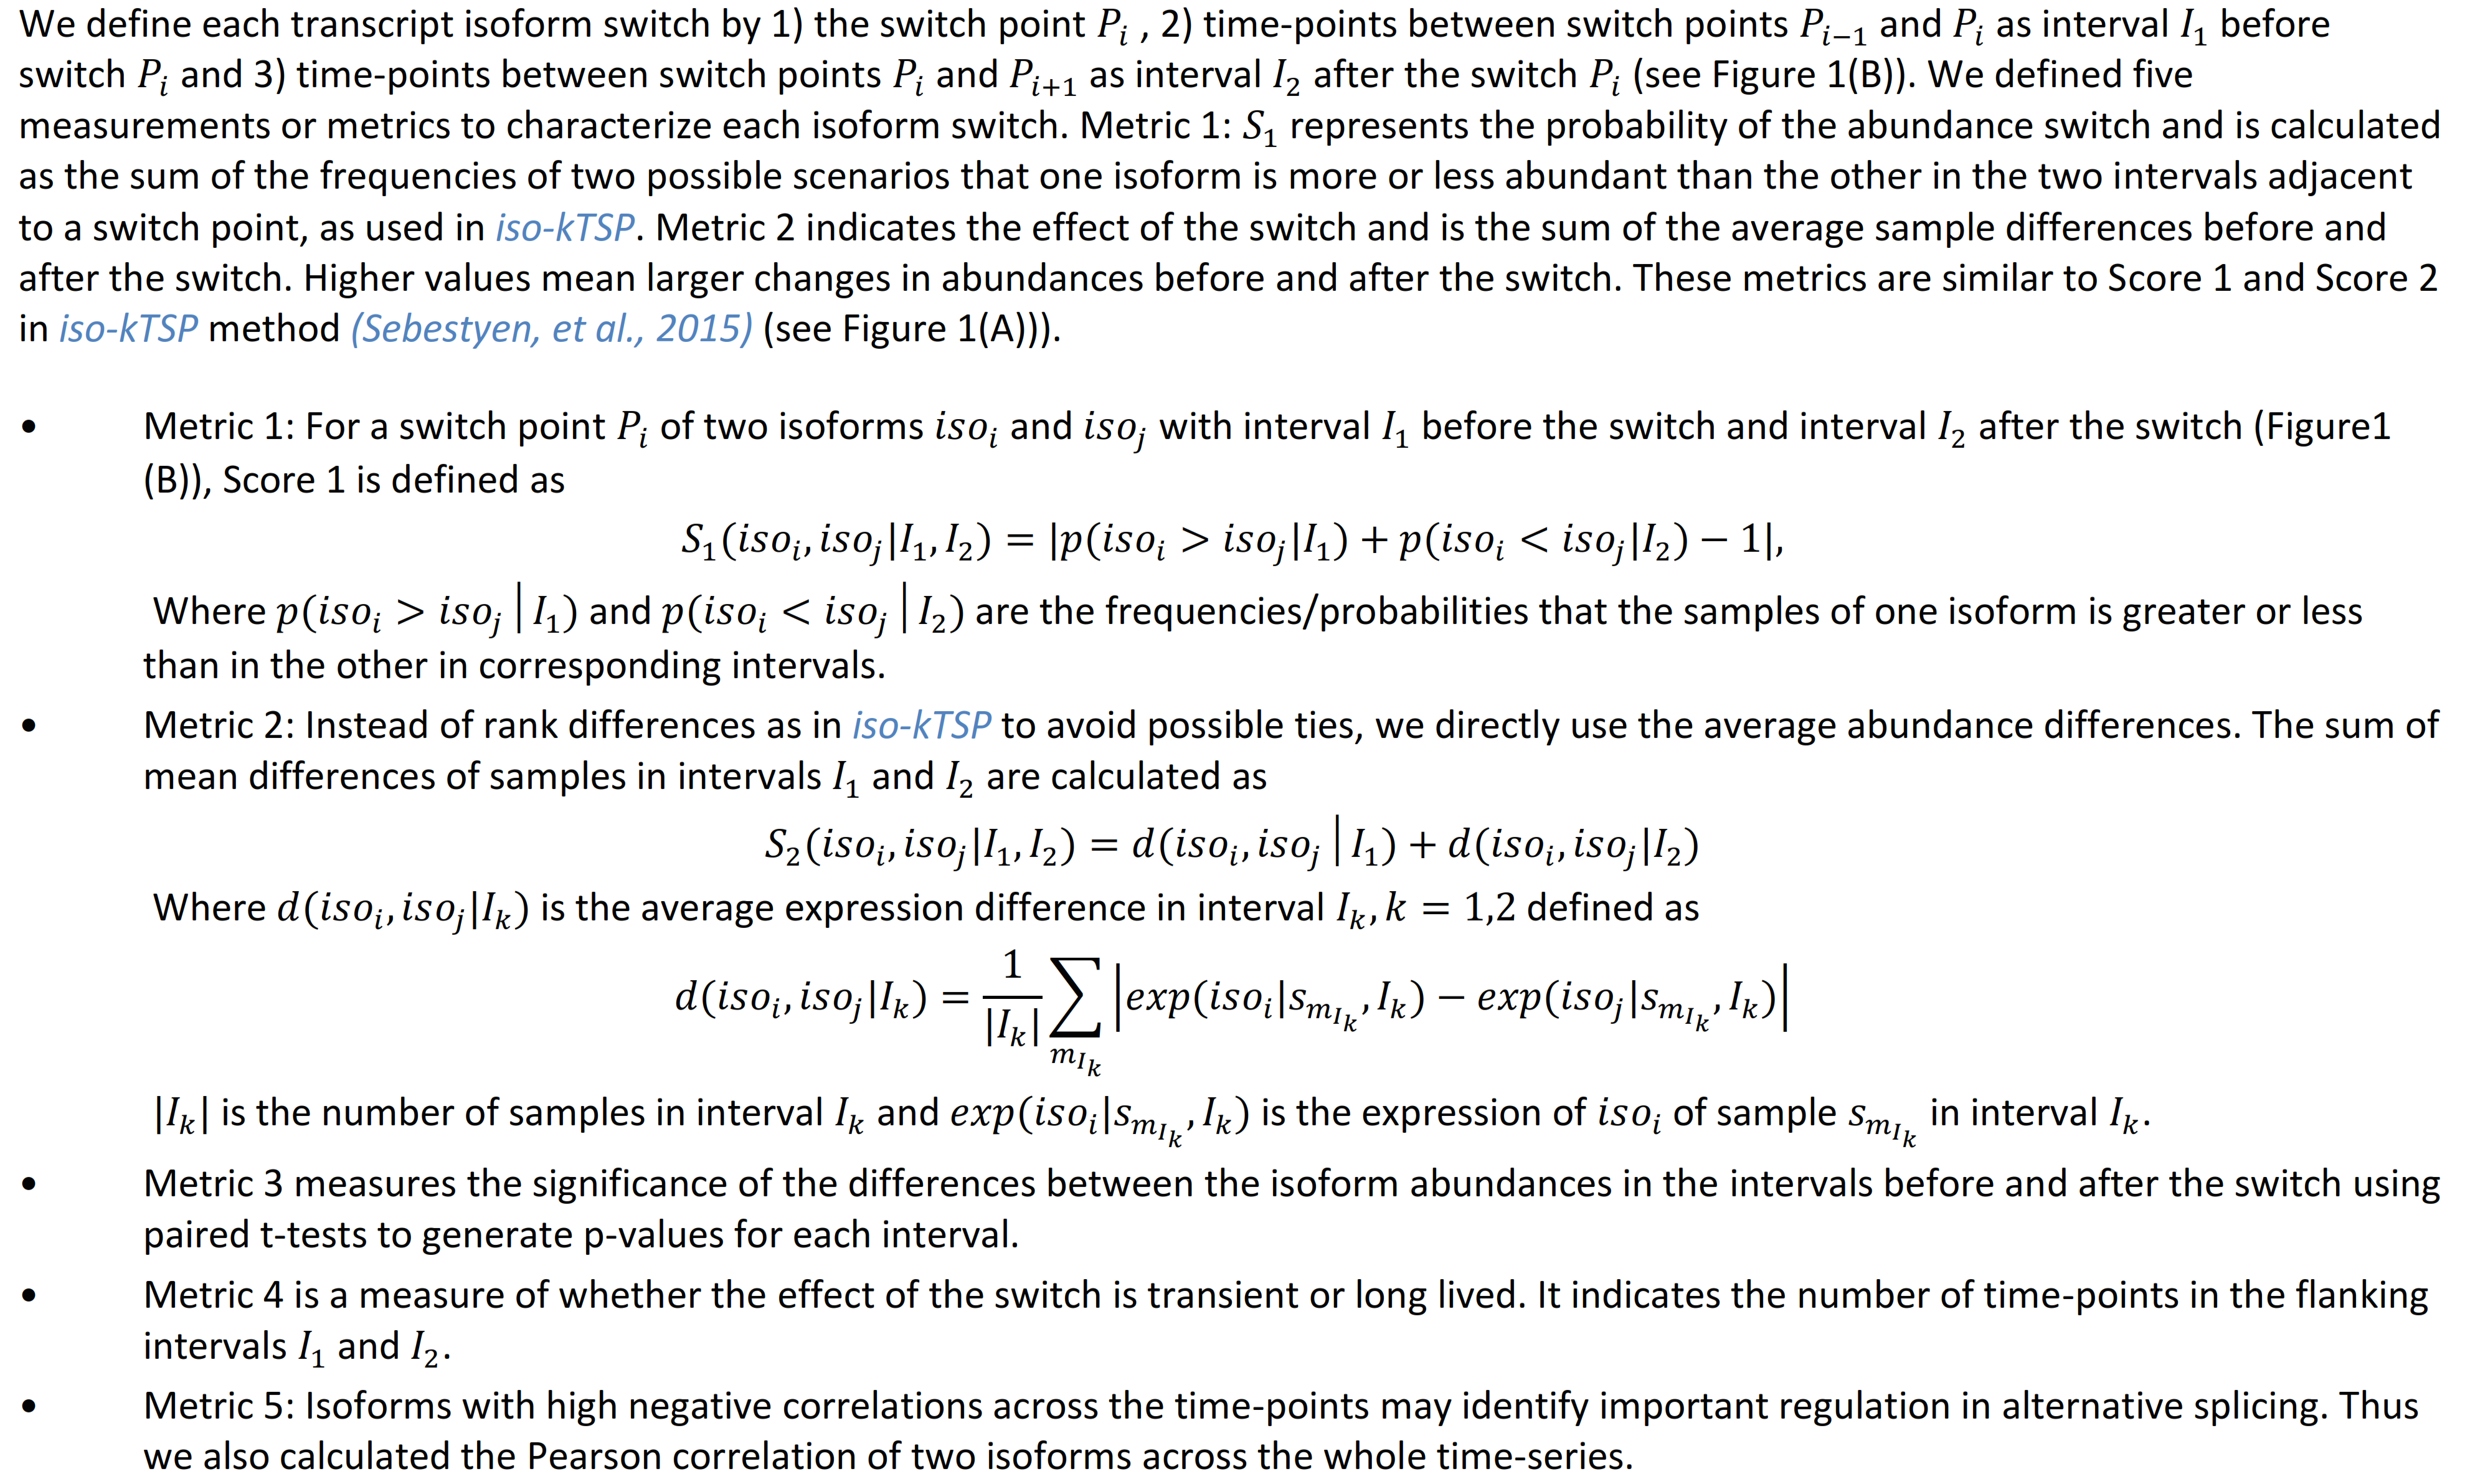 We define each transcript isoform switch by 1) the switch point P_i , 2) time-points between switch points P_{i−1} and P_i as interval I_1 before
switch P_i and 3) time-points between switch points P_i and P_{i+1} as interval I_2 after the switch P_i (see Figure 1(B)). We defined five
measurements or metrics to characterize each isoform switch. Metric 1: S_1 represents the probability of the abundance switch and is calculated
as the sum of the frequencies of two possible scenarios that one isoform is more or less abundant than the other in the two intervals adjacent
to a switch point, as used in iso-kTSP. Metric 2 indicates the effect of the switch and is the sum of the average sample differences before and
after the switch. Higher values mean larger changes in abundances before and after the switch. These metrics are similar to Score 1 and Score 2
in iso-kTSP method (Sebestyen, et al., 2015) (see Figure 1(A))).
• Metric 1: For a switch point P_i of two isoforms iso_i and iso_j with interval I_1 before the switch and interval I_2 after the switch (Figure1
(B)), Score 1 is defined as
S_1(iso_i, iso_j|I_1, I_2) = |p(iso_i > iso_j|I_1) + p(iso_i < iso_j|I_2) − 1|,
Where p(iso_i > iso_j | I_1) and p(iso_i < iso_j | I_2) are the frequencies/probabilities that the samples of one isoform is greater or less
than in the other in corresponding intervals.
• Metric 2: Instead of rank differences as in iso-kTSP to avoid possible ties, we directly use the average abundance differences. The sum of
mean differences of samples in intervals I_1 and I_2 are calculated as
S_2(iso_i, iso_j|I_1, I_2) = d(iso_i, iso_j | I_1) + d(iso_i, iso_j|I_2)
Where d(iso_i, iso_j|I_k) is the average expression difference in interval I_k, k = 1,2 defined as
d(iso_i, iso_j|I_k) = \frac{1}{|I_k|} ∑_{m_{I_k}} |exp(iso_i|s_{m_{I_k}}, I_k) − exp(iso_j|s_{m_{I_k}}, I_k)|
|I_k| is the number of samples in interval I_k and exp(iso_i|s_{m_{I_k}}, I_k) is the expression of iso_i of sample s_{m_{I_k}} in interval I_k.
• Metric 3 measures the significance of the differences between the isoform abundances in the intervals before and after the switch using
paired t-tests to generate p-values for each interval.
• Metric 4 is a measure of whether the effect of the switch is transient or long lived. It indicates the number of time-points in the flanking
intervals I_1 and I_2.
• Metric 5: Isoforms with high negative correlations across the time-points may identify important regulation in alternative splicing. Thus
we also calculated the Pearson correlation of two isoforms across the whole time-series.